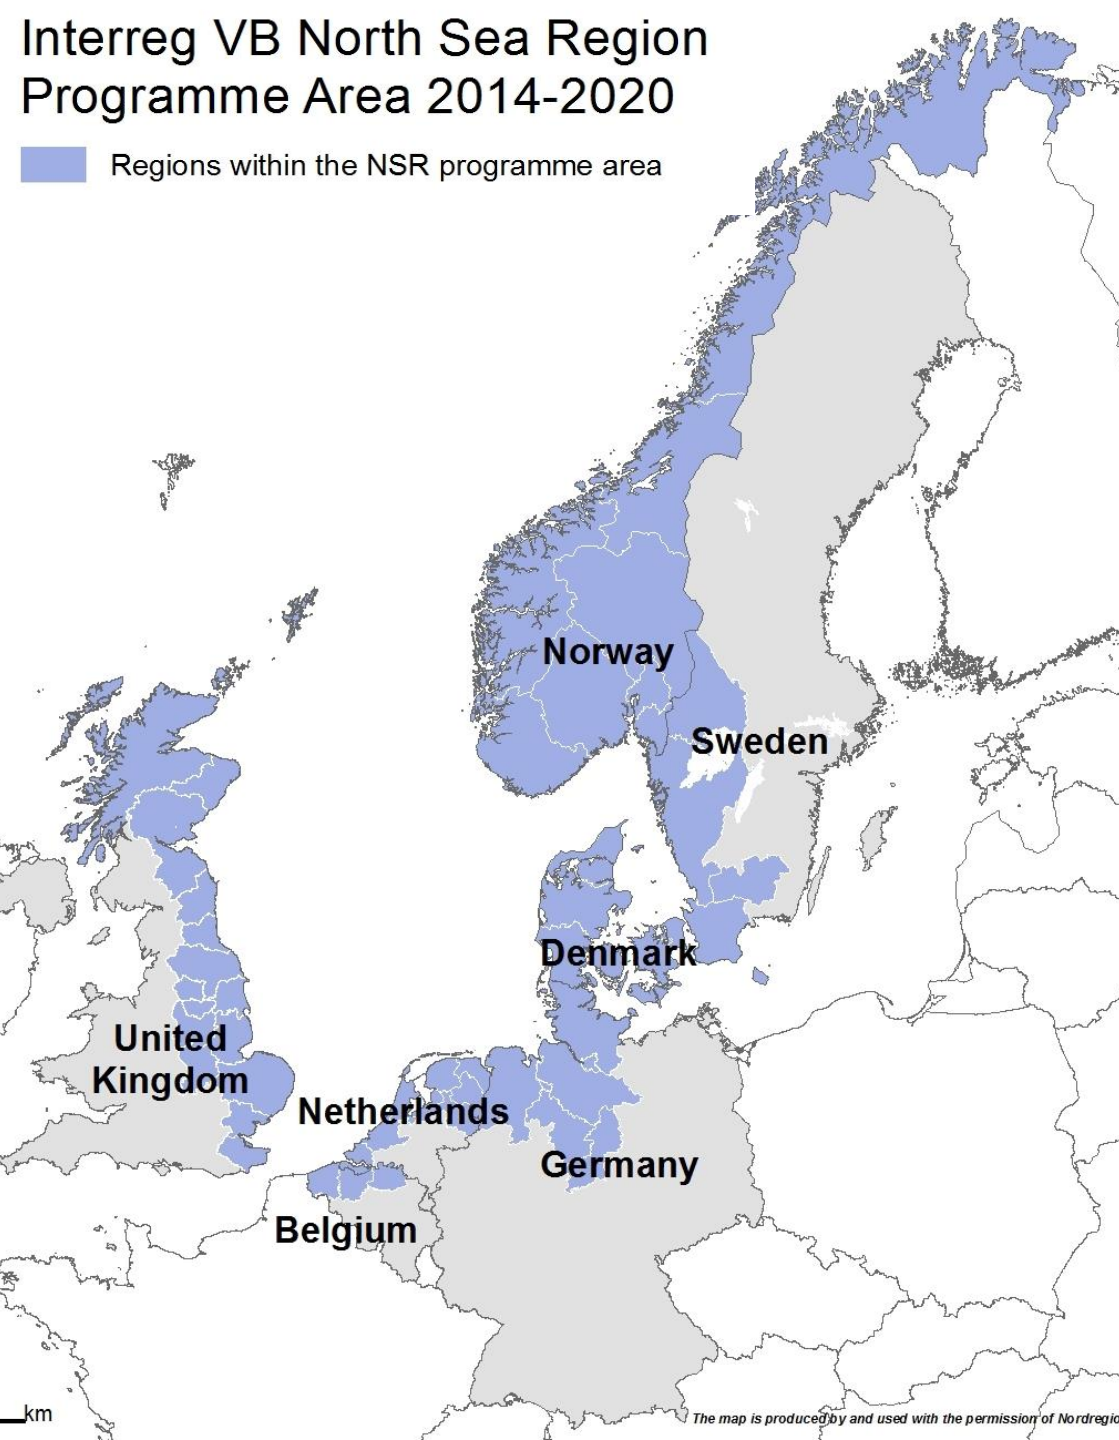 Interreg VB North Sea Region
Programme Area 2014-2020
Regions within the NSR programme area
Norway
Sweden
Denmark
United
Kingdom
Netherlands
Germany
Belgium
km
The map is produced by and used with the permission of Nordregio